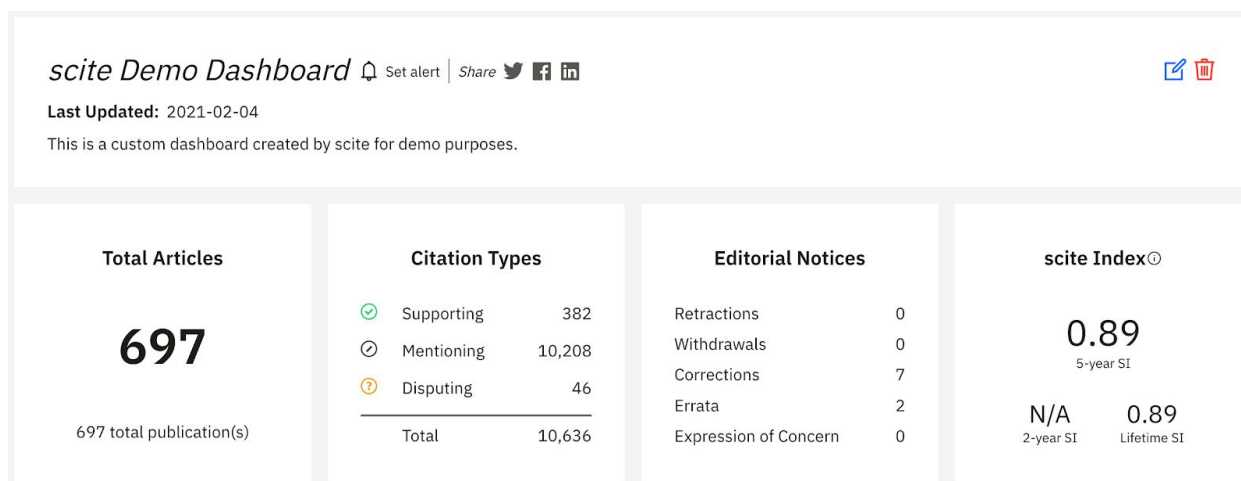 scite Demo Dashboard Set alert Share
Last Updated: 2021-02-04
This is a custom dashboard created by scite for demo purposes.
Total Articles
697
697 total publication(s)
Citation Types
Supporting 382
Mentioning 10,208
Disputing 46
Total 10,636
Editorial Notices
Retractions 0
Withdrawals 0
Corrections 7
Errata 2
Expression of Concern 0
scite Index
0.89
5-year SI
N/A 0.89
2-year SI Lifetime SI